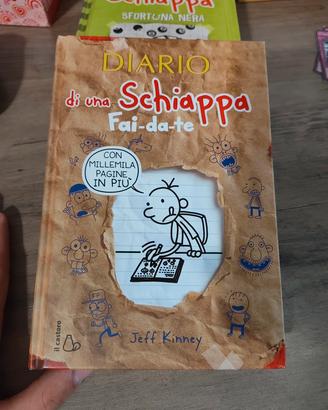 Schiappa
SFORTUNA NERA
DIARIO
di una Schiappa
Fai-da-te
CON
MILLEMILA
PAGINE
IN PIÙ
Jeff Kinney
il castoro